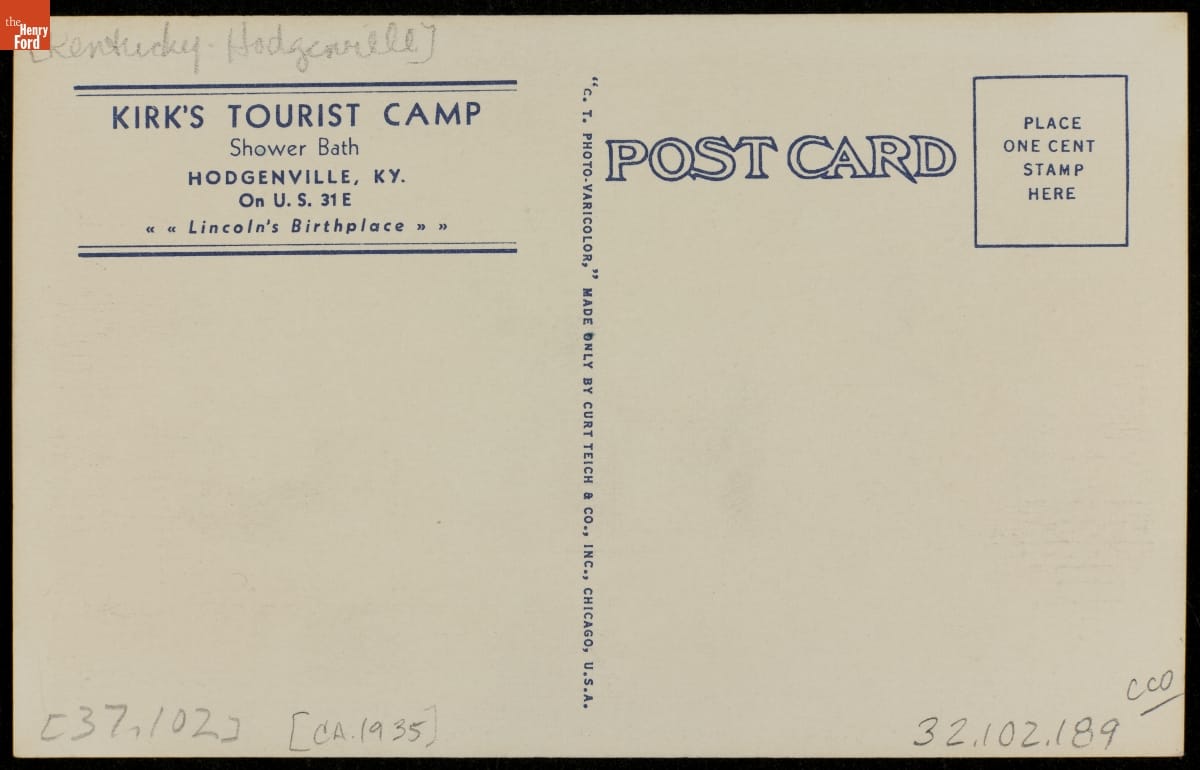 the
Henry
Ford
[Kentucky - Hodgenville]
KIRK'S TOURIST CAMP
Shower Bath
HODGENVILLE, KY.
On U. S. 31E
« « Lincoln's Birthplace » »
"C. T. PHOTO-VARICOLOR," MADE ONLY BY CURT TEICH & CO., INC., CHICAGO, U.S.A.
POST CARD
PLACE
ONE CENT
STAMP
HERE
[37.102]
[CA. 1935]
32.102.189
CCO